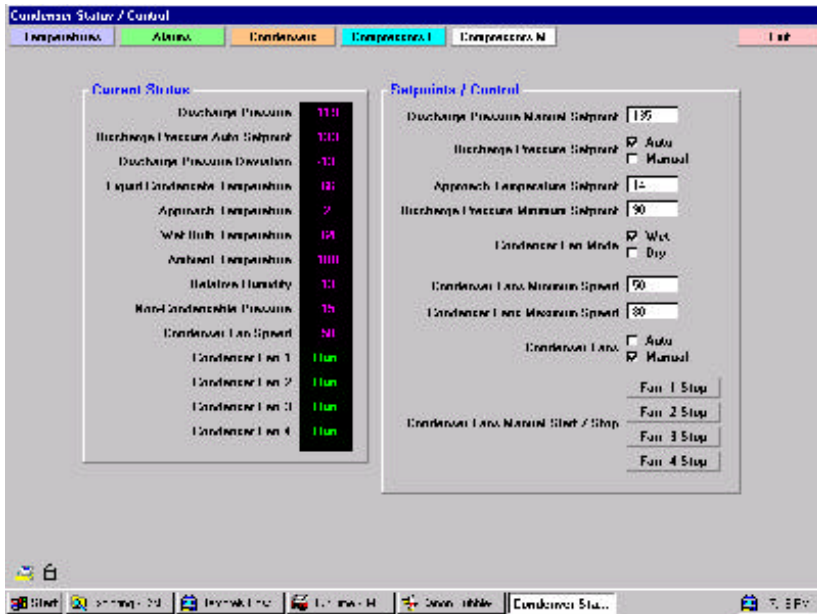 Condenser Status / Control
Temperatures Alarms Condensers Compressors L Compressors M Exit
Current Status
Discharge Pressure 119
Discharge Pressure Auto Setpoint 133
Discharge Pressure Deviation -13
Liquid Condensate Temperature 66
Approach Temperature 2
Wet Bulb Temperature 64
Ambient Temperature 100
Relative Humidity 13
Non-Condensable Pressure 15
Condenser Fan Speed 50
Condenser Fan 1 Run
Condenser Fan 2 Run
Condenser Fan 3 Run
Condenser Fan 4 Run
Setpoints / Control
Discharge Pressure Manual Setpoint 135
Discharge Pressure Setpoint Auto
Manual
Approach Temperature Setpoint 14
Discharge Pressure Minimum Setpoint 90
Condenser Fan Mode Wet
Dry
Condenser Fans Minimum Speed 50
Condenser Fans Maximum Speed
Condenser Fans Auto
Manual
Condenser Fans Manual Start / Stop
Fan 1 Stop
Fan 2 Stop
Fan 3 Stop
Fan 4 Stop
Start
Condenser Sta...